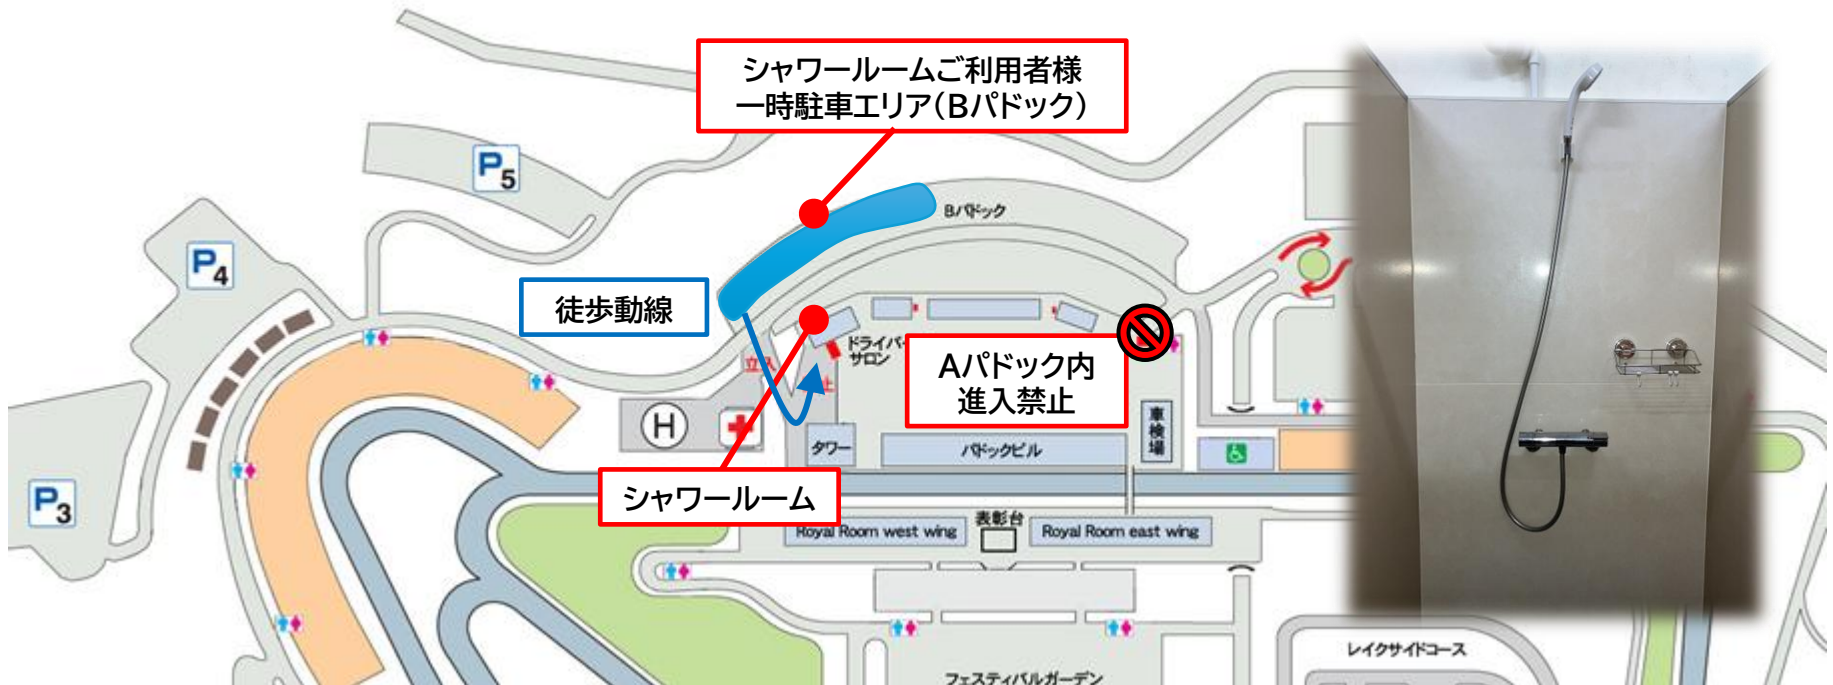 シャワールームご利用者様
一時駐車エリア(Bパドック)
P5
Bパドック
P4
徒歩動線
ドライバー
サロン
立入
止
Aパドック内
進入禁止
H
タワー
パドックビル
車検場
P3
シャワールーム
Royal Room west wing
表彰台
Royal Room east wing
レイクサイドコース
フェスティバルガーデン